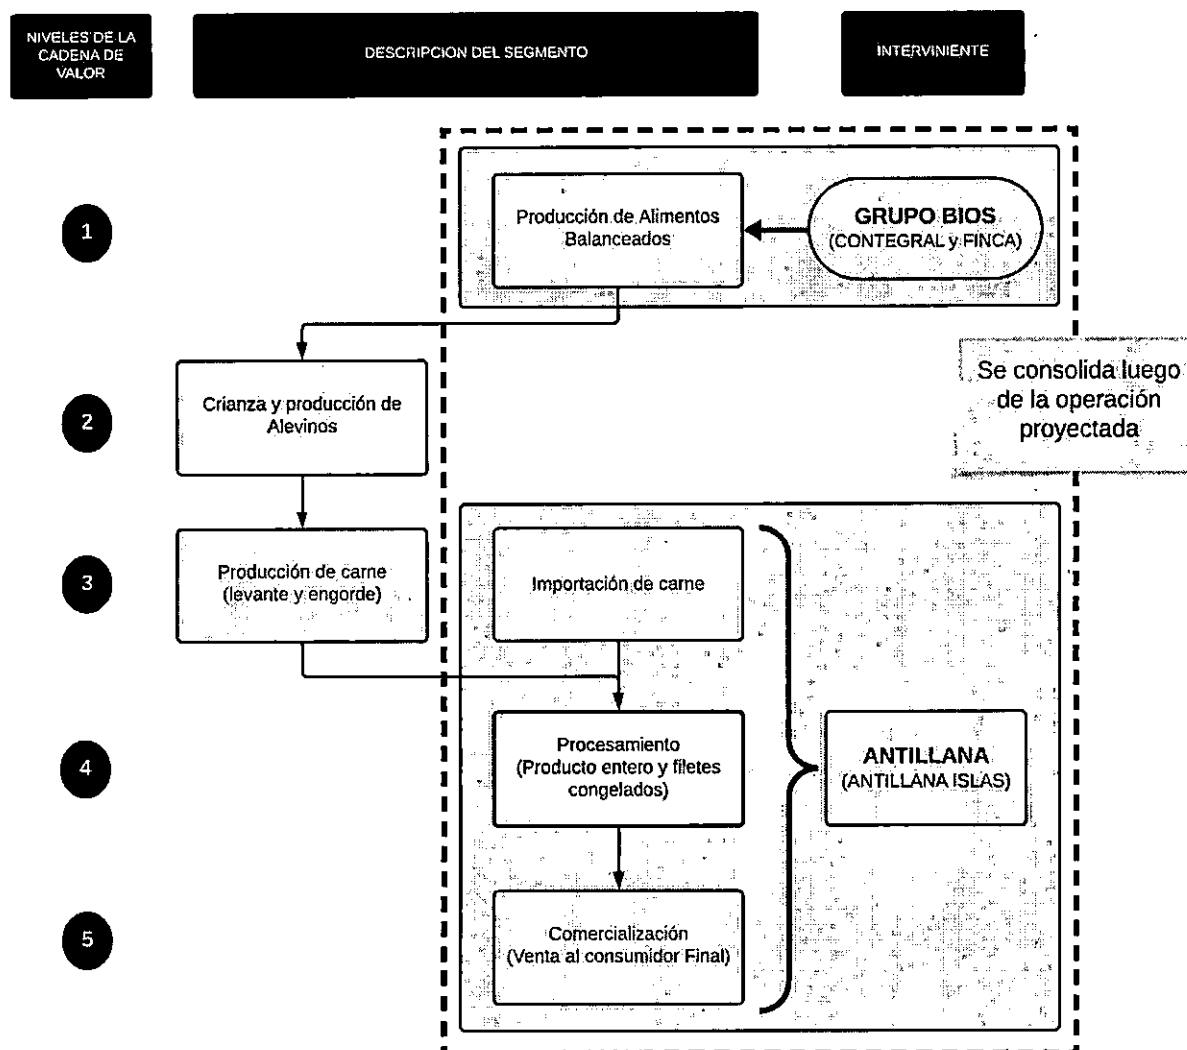 NIVELES DE LA
CADENA DE
VALOR
DESCRIPCION DEL SEGMENTO
INTERVINIENTE
1
Producción de Alimentos
Balanceados
GRUPO BIOS
(CONTEGRAL y FINCA)
Se consolida luego
de la operación
proyectada
2
Crianza y producción de
Alevinos
3
Producción de carne
(levante y engorde)
Importación de carne
4
Procesamiento
(Producto entero y filetes
congelados)
ANTILLANA
(ANTILLANA ISLAS)
5
Comercialización
(Venta al consumidor Final)